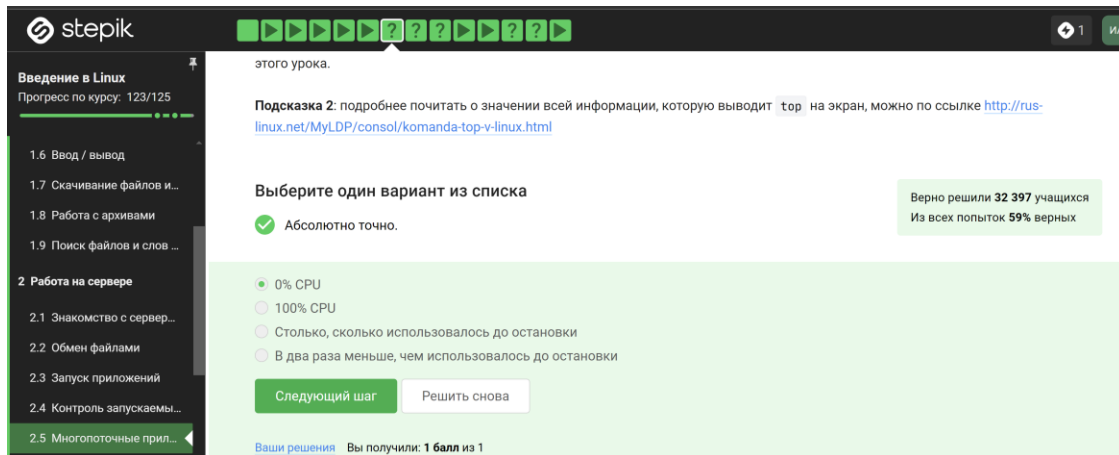 stepik
? ? ? ? ?
1
Введение в Linux
Прогресс по курсу: 123/125
1.6 Ввод / вывод
1.7 Скачивание файлов и...
1.8 Работа с архивами
1.9 Поиск файлов и слов ...
2 Работа на сервере
2.1 Знакомство с сервер...
2.2 Обмен файлами
2.3 Запуск приложений
2.4 Контроль запускаемы...
2.5 Многопоточные прил...
этого урока.
Подсказка 2: подробнее почитать о значении всей информации, которую выводит top на экран, можно по ссылке http://rus-
linux.net/MyLDP/consol/komanda-top-v-linux.html
Выберите один вариант из списка
Абсолютно точно.
Верно решили 32 397 учащихся
Из всех попыток 59% верных
0% CPU
100% CPU
Столько, сколько использовалось до остановки
В два раза меньше, чем использовалось до остановки
Следующий шаг
Решить снова
Ваши решения Вы получили: 1 балл из 1